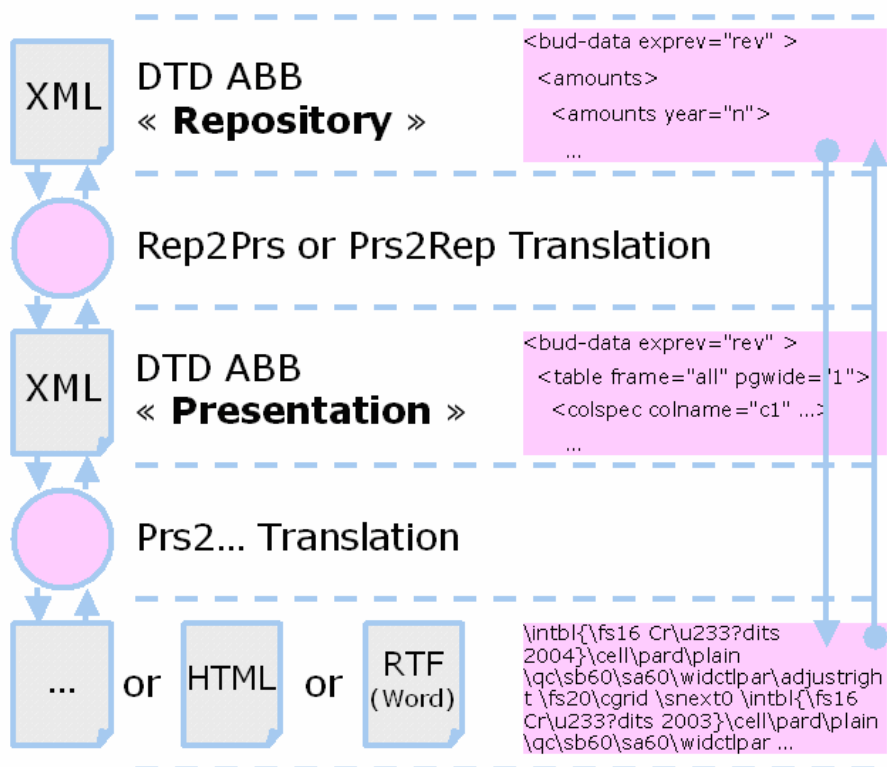 XML
DTD ABB
« Repository »
<bud-data exprev="rev" >
<amounts>
<amounts year="n">
...
Rep2Prs or Prs2Rep Translation
XML
DTD ABB
« Presentation »
<bud-data exprev="rev" >
<table frame="all" pgwide="1">
<colspec colname="c1" ...>
...
Prs2... Translation
... or HTML or RTF
(Word)
\intbl{\fs16 Cr\u233?dits
2004}\cell\pard\plain
\qc\sb60\sa60\widctlpar\adjustrigh
t \fs20\cgrid \snext0 \intbl{\fs16
Cr\u233?dits 2003}\cell\pard\plain
\qc\sb60\sa60\widctlpar ...